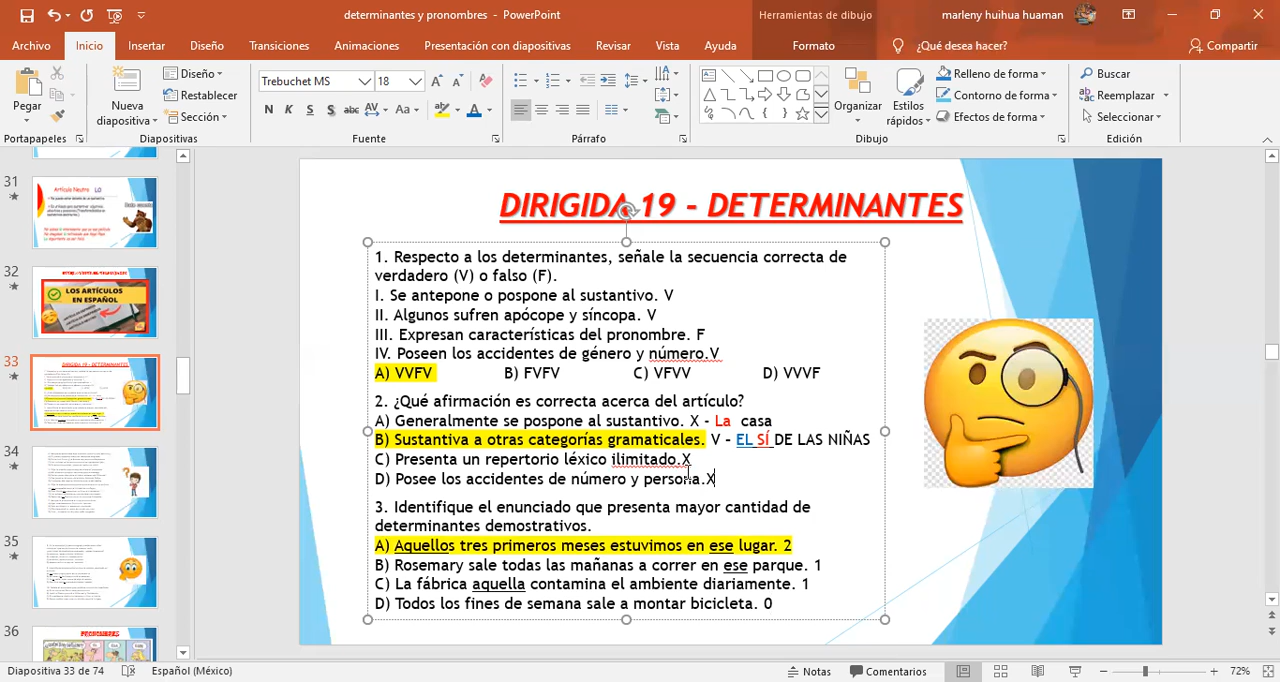 determinantes y pronombres - PowerPoint
Herramientas de dibujo
marleny huihua huaman
Archivo
Inicio
Insertar
Diseño
Transiciones
Animaciones
Presentación con diapositivas
Revisar
Vista
Ayuda
Formato
¿Qué desea hacer?
Compartir
Pegar
Nueva diapositiva
Diseño
Restablecer
Sección
Trebuchet MS
18
N K S S abc AV Aa
Organizar
Estilos rápidos
Relleno de forma
Contorno de forma
Efectos de forma
Buscar
Reemplazar
Seleccionar
Portapapeles
Diapositivas
Fuente
Párrafo
Dibujo
Edición
31
Artículo Neutro LO
32
LOS ARTÍCULOS
EN ESPAÑOL
33
DIRIGIDA 19 - DETERMINANTES
34
35
36
PRONOMBRES
DIRIGIDA 19 - DETERMINANTES
1. Respecto a los determinantes, señale la secuencia correcta de
verdadero (V) o falso (F).
I. Se antepone o pospone al sustantivo. V
II. Algunos sufren apócope y síncopa. V
III. Expresan características del pronombre. F
IV. Poseen los accidentes de género y número.V
A) VVFV B) FVFV C) VFVV D) VVVF
2. ¿Qué afirmación es correcta acerca del artículo?
A) Generalmente se pospone al sustantivo. X - La casa
B) Sustantiva a otras categorías gramaticales. V - EL SÍ DE LAS NIÑAS
C) Presenta un repertorio léxico ilimitado.X
D) Posee los accidentes de número y persona.X
3. Identifique el enunciado que presenta mayor cantidad de
determinantes demostrativos.
A) Aquellos tres primeros meses estuvimos en ese lugar. 2
B) Rosemary sale todas las mañanas a correr en ese parque. 1
C) La fábrica aquella contamina el ambiente diariamente. 1
D) Todos los fines de semana sale a montar bicicleta. 0
Diapositiva 33 de 74
Español (México)
Notas
Comentarios
72%